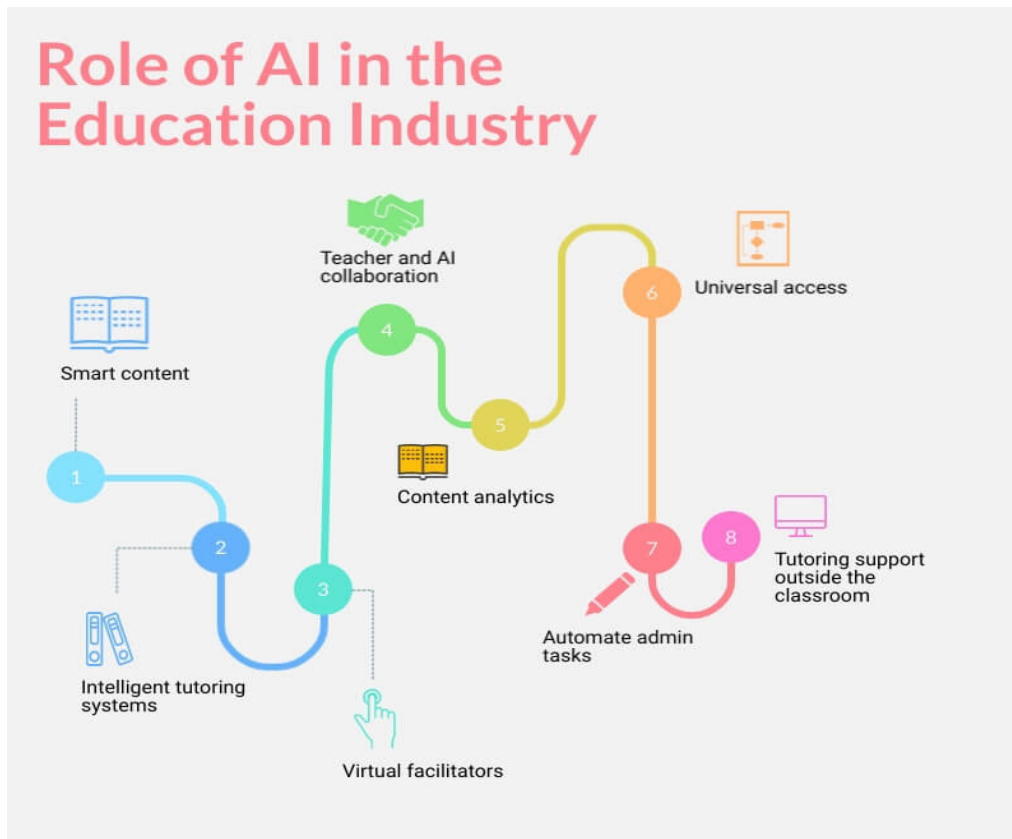 Role of AI in the
Education Industry
1
Smart content
2
Intelligent tutoring
systems
3
Virtual facilitators
4
Teacher and AI
collaboration
5
Content analytics
6
Universal access
7
Automate admin
tasks
8
Tutoring support
outside the
classroom